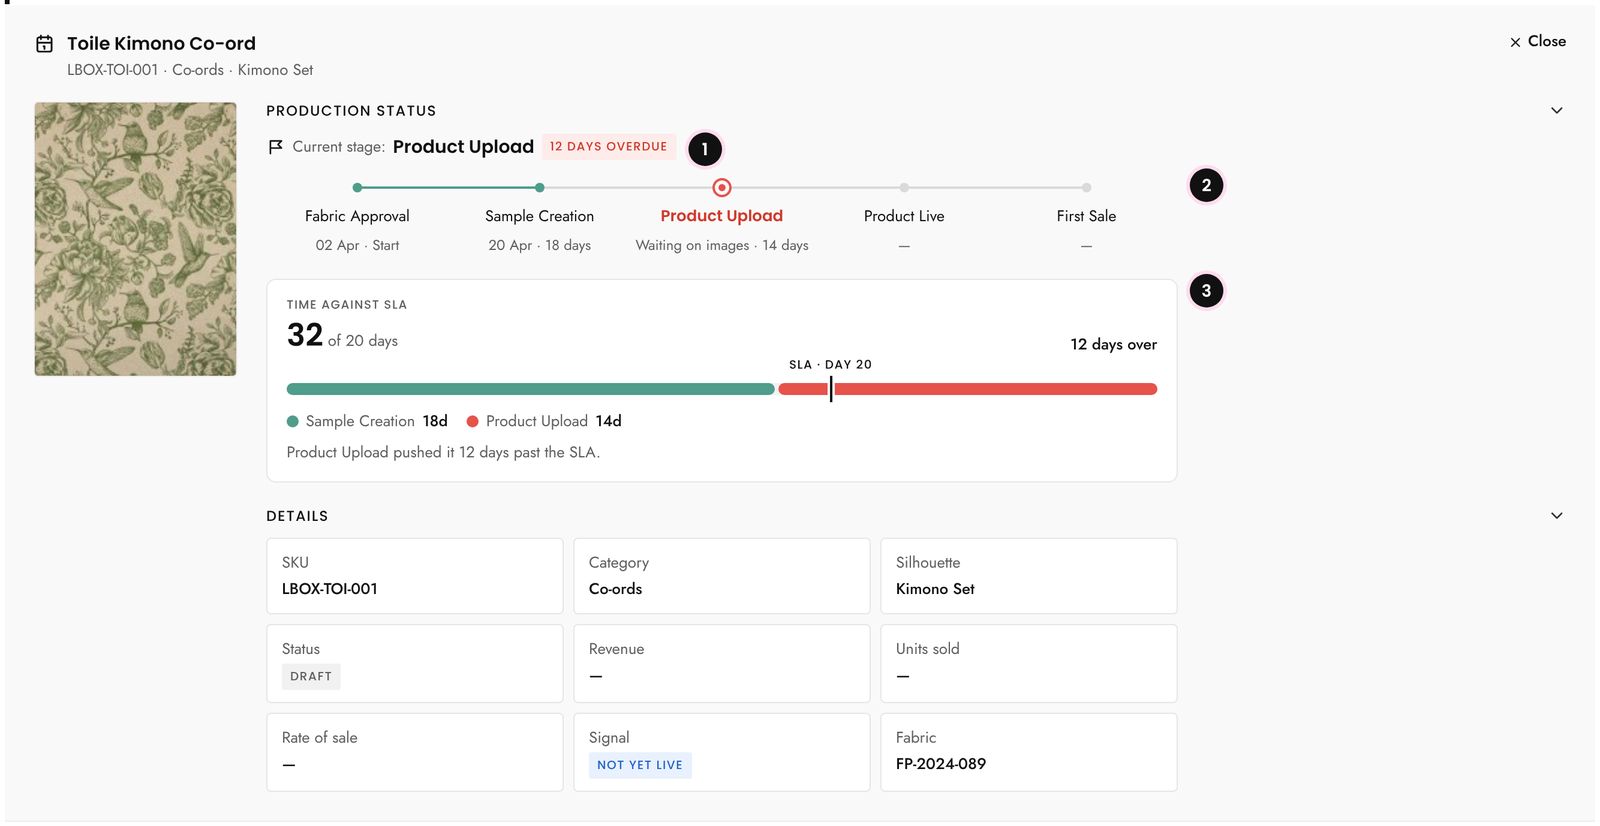 Toile Kimono Co-ord
Close
LBOX-TOI-001 · Co-ords · Kimono Set
PRODUCTION STATUS
Current stage: Product Upload 12 DAYS OVERDUE 1
2
Fabric Approval Sample Creation Product Upload Product Live First Sale
02 Apr · Start 20 Apr · 18 days Waiting on images · 14 days — —
3
TIME AGAINST SLA
32 of 20 days 12 days over
SLA · DAY 20
Sample Creation 18d Product Upload 14d
Product Upload pushed it 12 days past the SLA.
DETAILS
SKU Category Silhouette
LBOX-TOI-001 Co-ords Kimono Set
Status Revenue Units sold
DRAFT — —
Rate of sale Signal Fabric
— NOT YET LIVE FP-2024-089